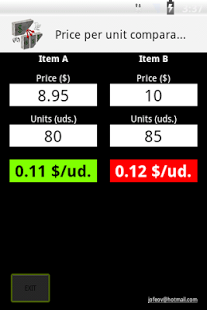 Price per unit compara...
Item A Item B
Price ($) Price ($)
8.95 10
Units (uds.) Units (uds.)
80 85
0.11 $/ud. 0.12 $/ud.
jofeov@hotmail.com